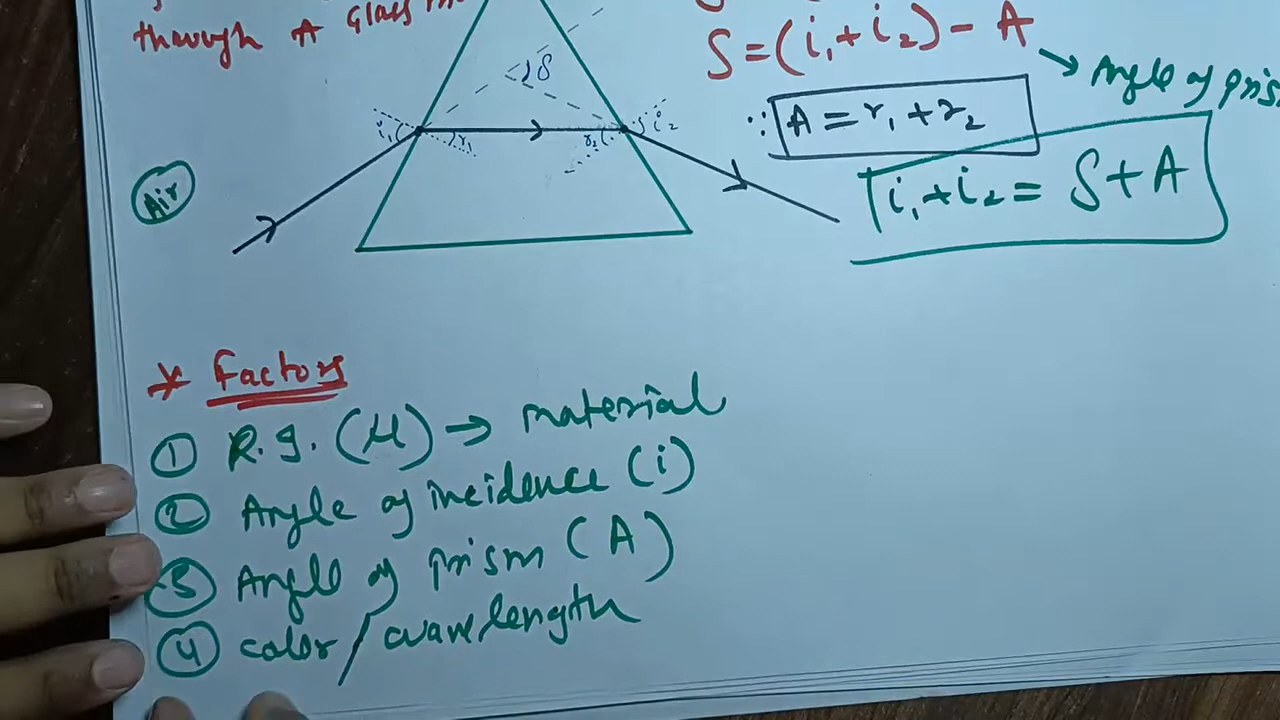 through A Glass
S = (i₁+i₂) - A
→ Angle of pris
∵ A = r₁ + r₂
i₁+i₂ = S + A
δ
i₁
r₁
r₂
i₂
Air
* Factors
① R.I. (μ) → material
② Angle of incidence (i)
③ Angle of prism (A)
④ color / wavelength